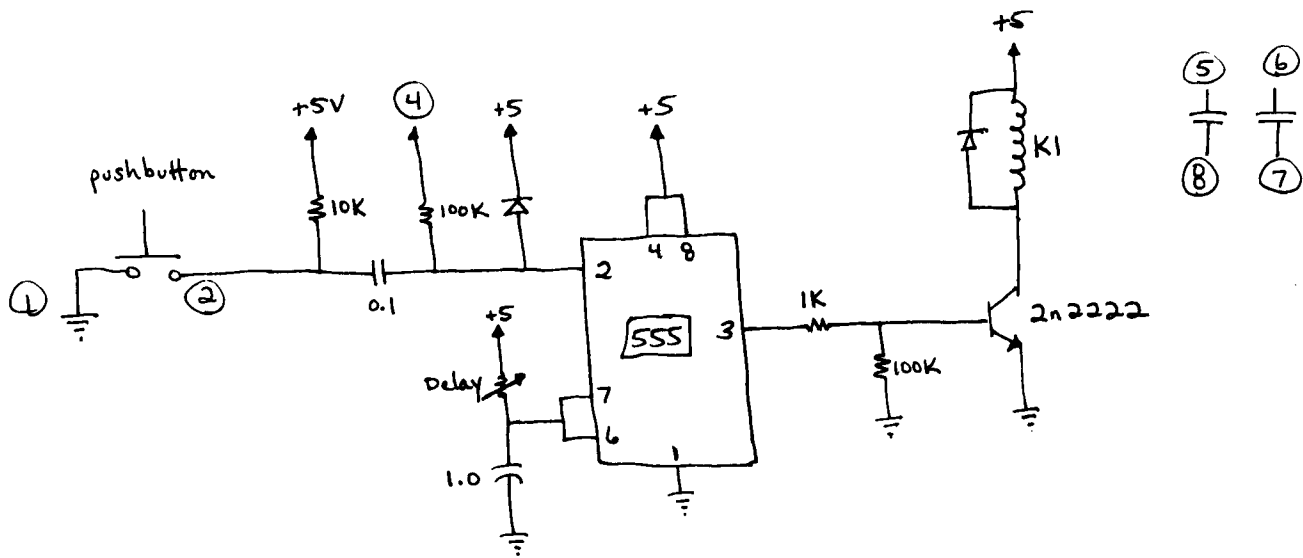 +5
+5V
④
+5
+5
⑤
⑥
K1
⑧
⑦
pushbutton
10K
100K
4
8
①
②
0.1
2
1K
2n2222
+5
555
3
Delay
7
100K
6
1.0
1